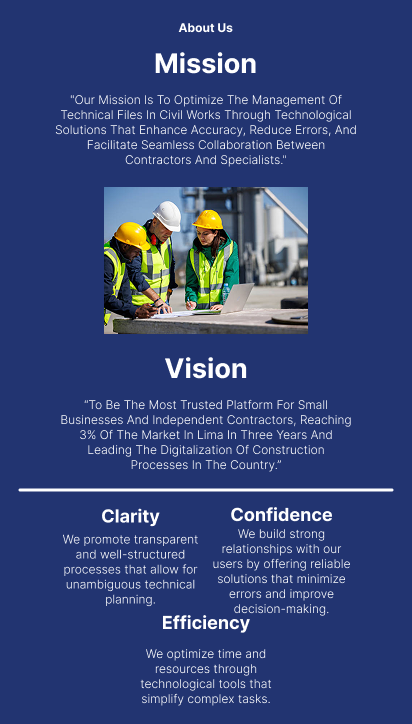 About Us
Mission
"Our Mission Is To Optimize The Management Of
Technical Files In Civil Works Through Technological
Solutions That Enhance Accuracy, Reduce Errors, And
Facilitate Seamless Collaboration Between
Contractors And Specialists."
Vision
"To Be The Most Trusted Platform For Small
Businesses And Independent Contractors, Reaching
3% Of The Market In Lima In Three Years And
Leading The Digitalization Of Construction
Processes In The Country."
Clarity
We promote transparent
and well-structured
processes that allow for
unambiguous technical
planning.
Confidence
We build strong
relationships with our
users by offering reliable
solutions that minimize
errors and improve
decision-making.
Efficiency
We optimize time and
resources through
technological tools that
simplify complex tasks.